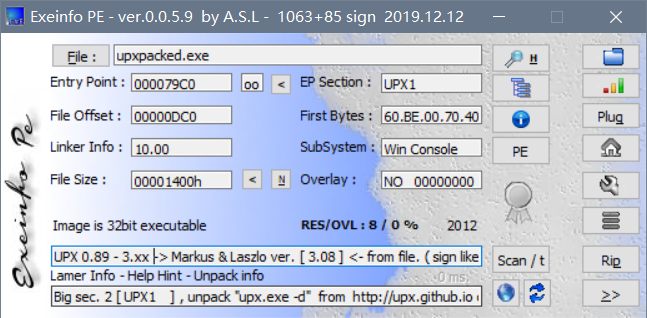 Exeinfo PE - ver.0.0.5.9 by A.S.L - 1063+85 sign 2019.12.12
File : upxpacked.exe H
Entry Point : 000079C0 oo < EP Section : UPX1
File Offset : 00000DC0 First Bytes : 60.BE.00.70.40 Plug
Linker Info : 10.00 SubSystem : Win Console PE
File Size : 00001400h < N Overlay : NO 00000000
Image is 32bit executable RES/OVL : 8 / 0 % 2012
UPX 0.89 - 3.xx -> Markus & Laszlo ver. [ 3.08 ] <- from file. ( sign like Scan / t Rip
Lamer Info - Help Hint - Unpack info 0 ms.
Big sec. 2 [ UPX1 ] , unpack "upx.exe -d" from http://upx.github.io >>
Exeinfo Pe